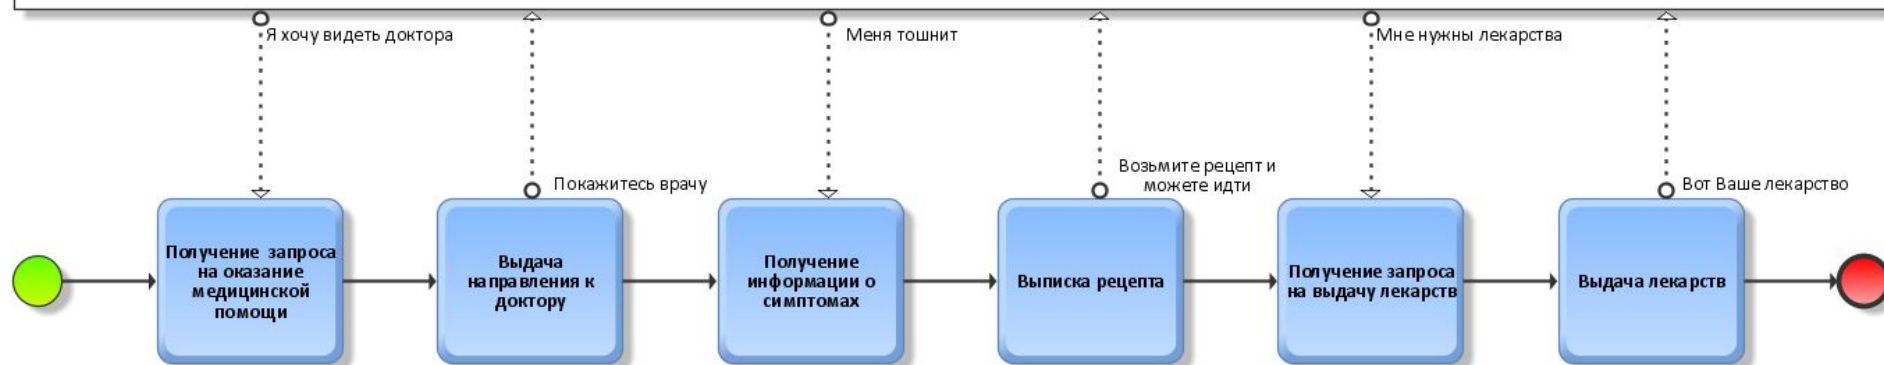 Я хочу видеть доктора
Меня тошнит
Мне нужны лекарства
Покажитесь врачу
Возьмите рецепт и
можете идти
Вот Ваше лекарство
Получение запроса
на оказание
медицинской
помощи
Выдача
направления к
доктору
Получение
информации о
симптомах
Выписка рецепта
Получение запроса
на выдачу лекарств
Выдача лекарств